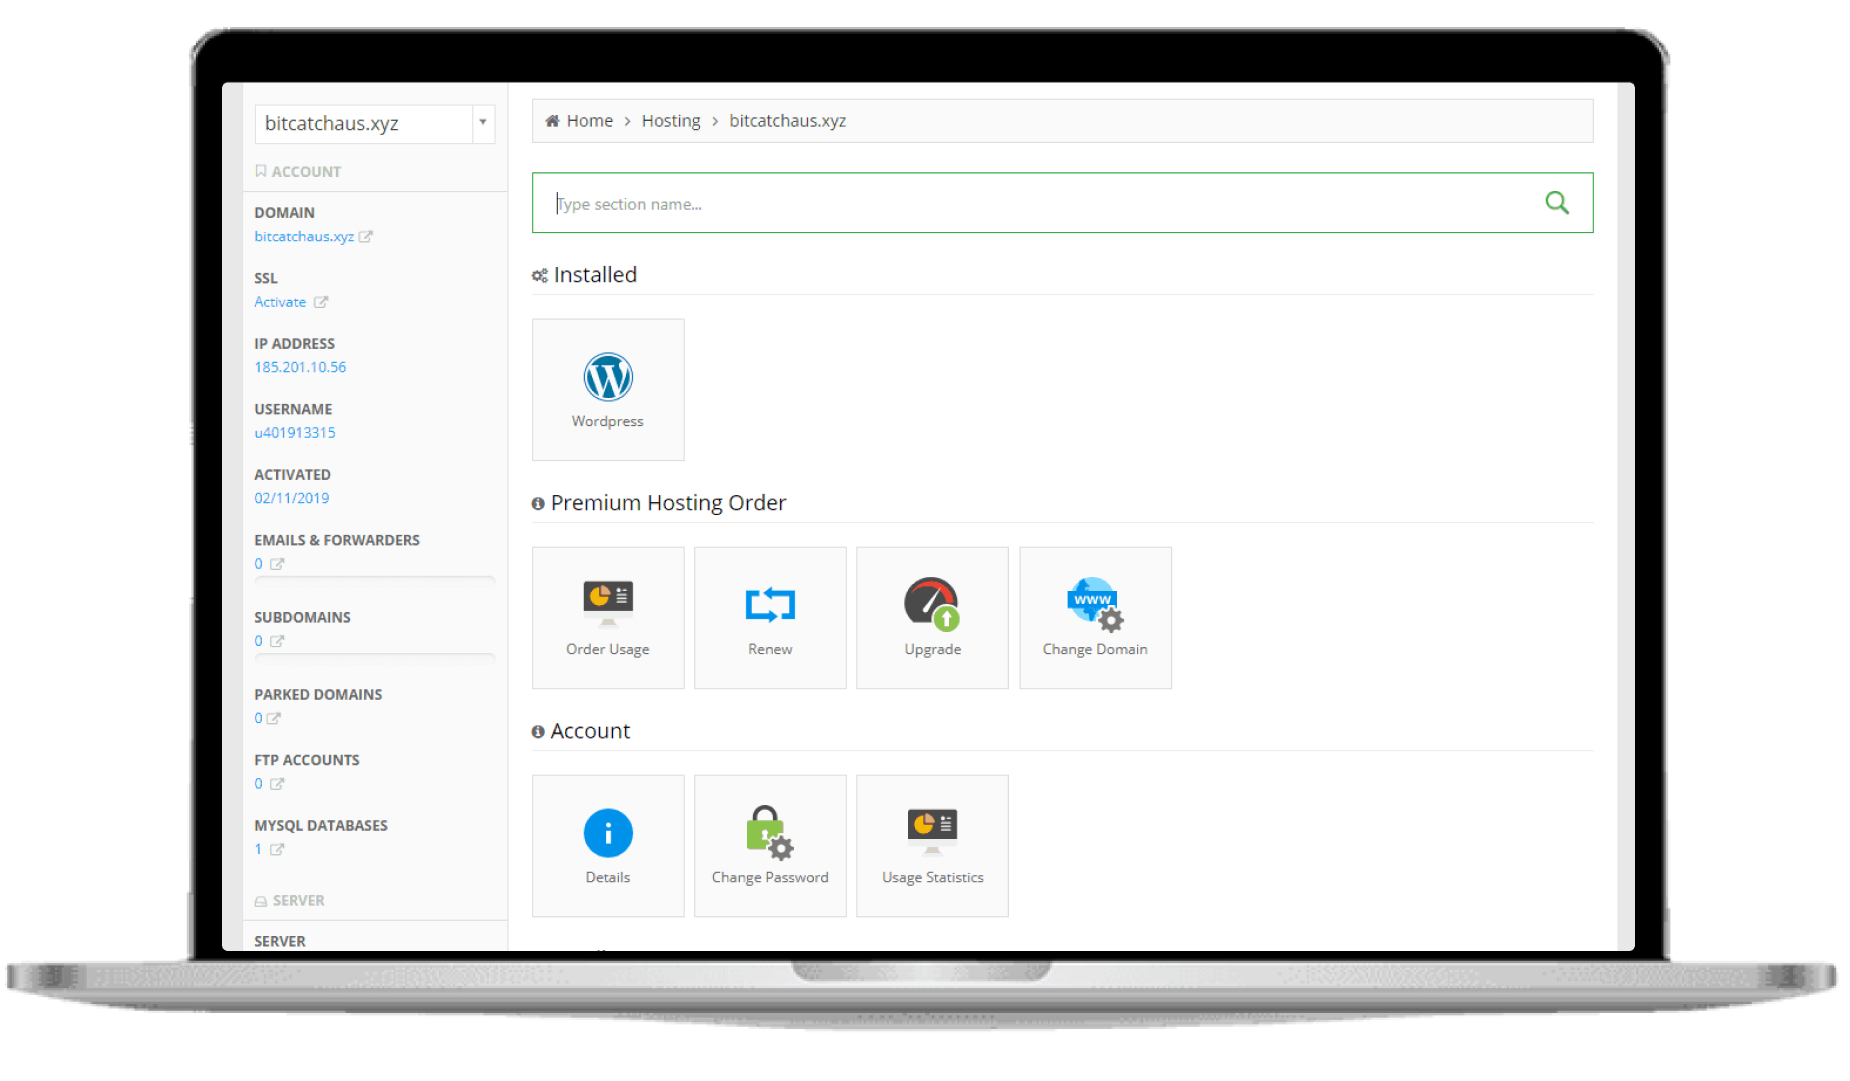 bitcatchaus.xyz
ACCOUNT
DOMAIN
bitcatchaus.xyz
SSL
Activate
IP ADDRESS
185.201.10.56
USERNAME
u401913315
ACTIVATED
02/11/2019
EMAILS & FORWARDERS
0
SUBDOMAINS
0
PARKED DOMAINS
0
FTP ACCOUNTS
0
MYSQL DATABASES
1
SERVER
SERVER
Home > Hosting > bitcatchaus.xyz
Type section name...
Installed
Wordpress
Premium Hosting Order
Order Usage
Renew
Upgrade
www
Change Domain
Account
Details
Change Password
Usage Statistics